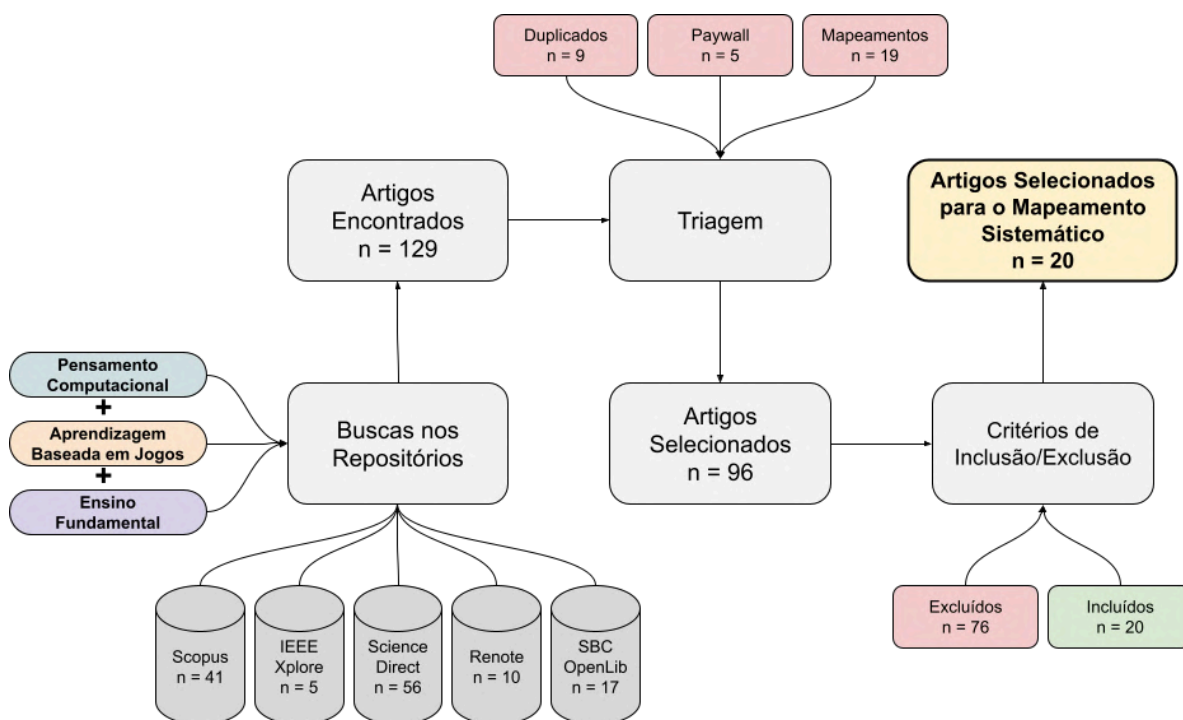 Duplicados
n = 9
Paywall
n = 5
Mapeamentos
n = 19
Artigos
Encontrados
n = 129
Triagem
Artigos Selecionados
para o Mapeamento
Sistemático
n = 20
Pensamento
Computacional
+
Aprendizagem
Baseada em Jogos
+
Ensino
Fundamental
Buscas nos
Repositórios
Artigos
Selecionados
n = 96
Critérios de
Inclusão/Exclusão
Scopus
n = 41
IEEE
Xplore
n = 5
Science
Direct
n = 56
Renote
n = 10
SBC
OpenLib
n = 17
Excluídos
n = 76
Incluídos
n = 20